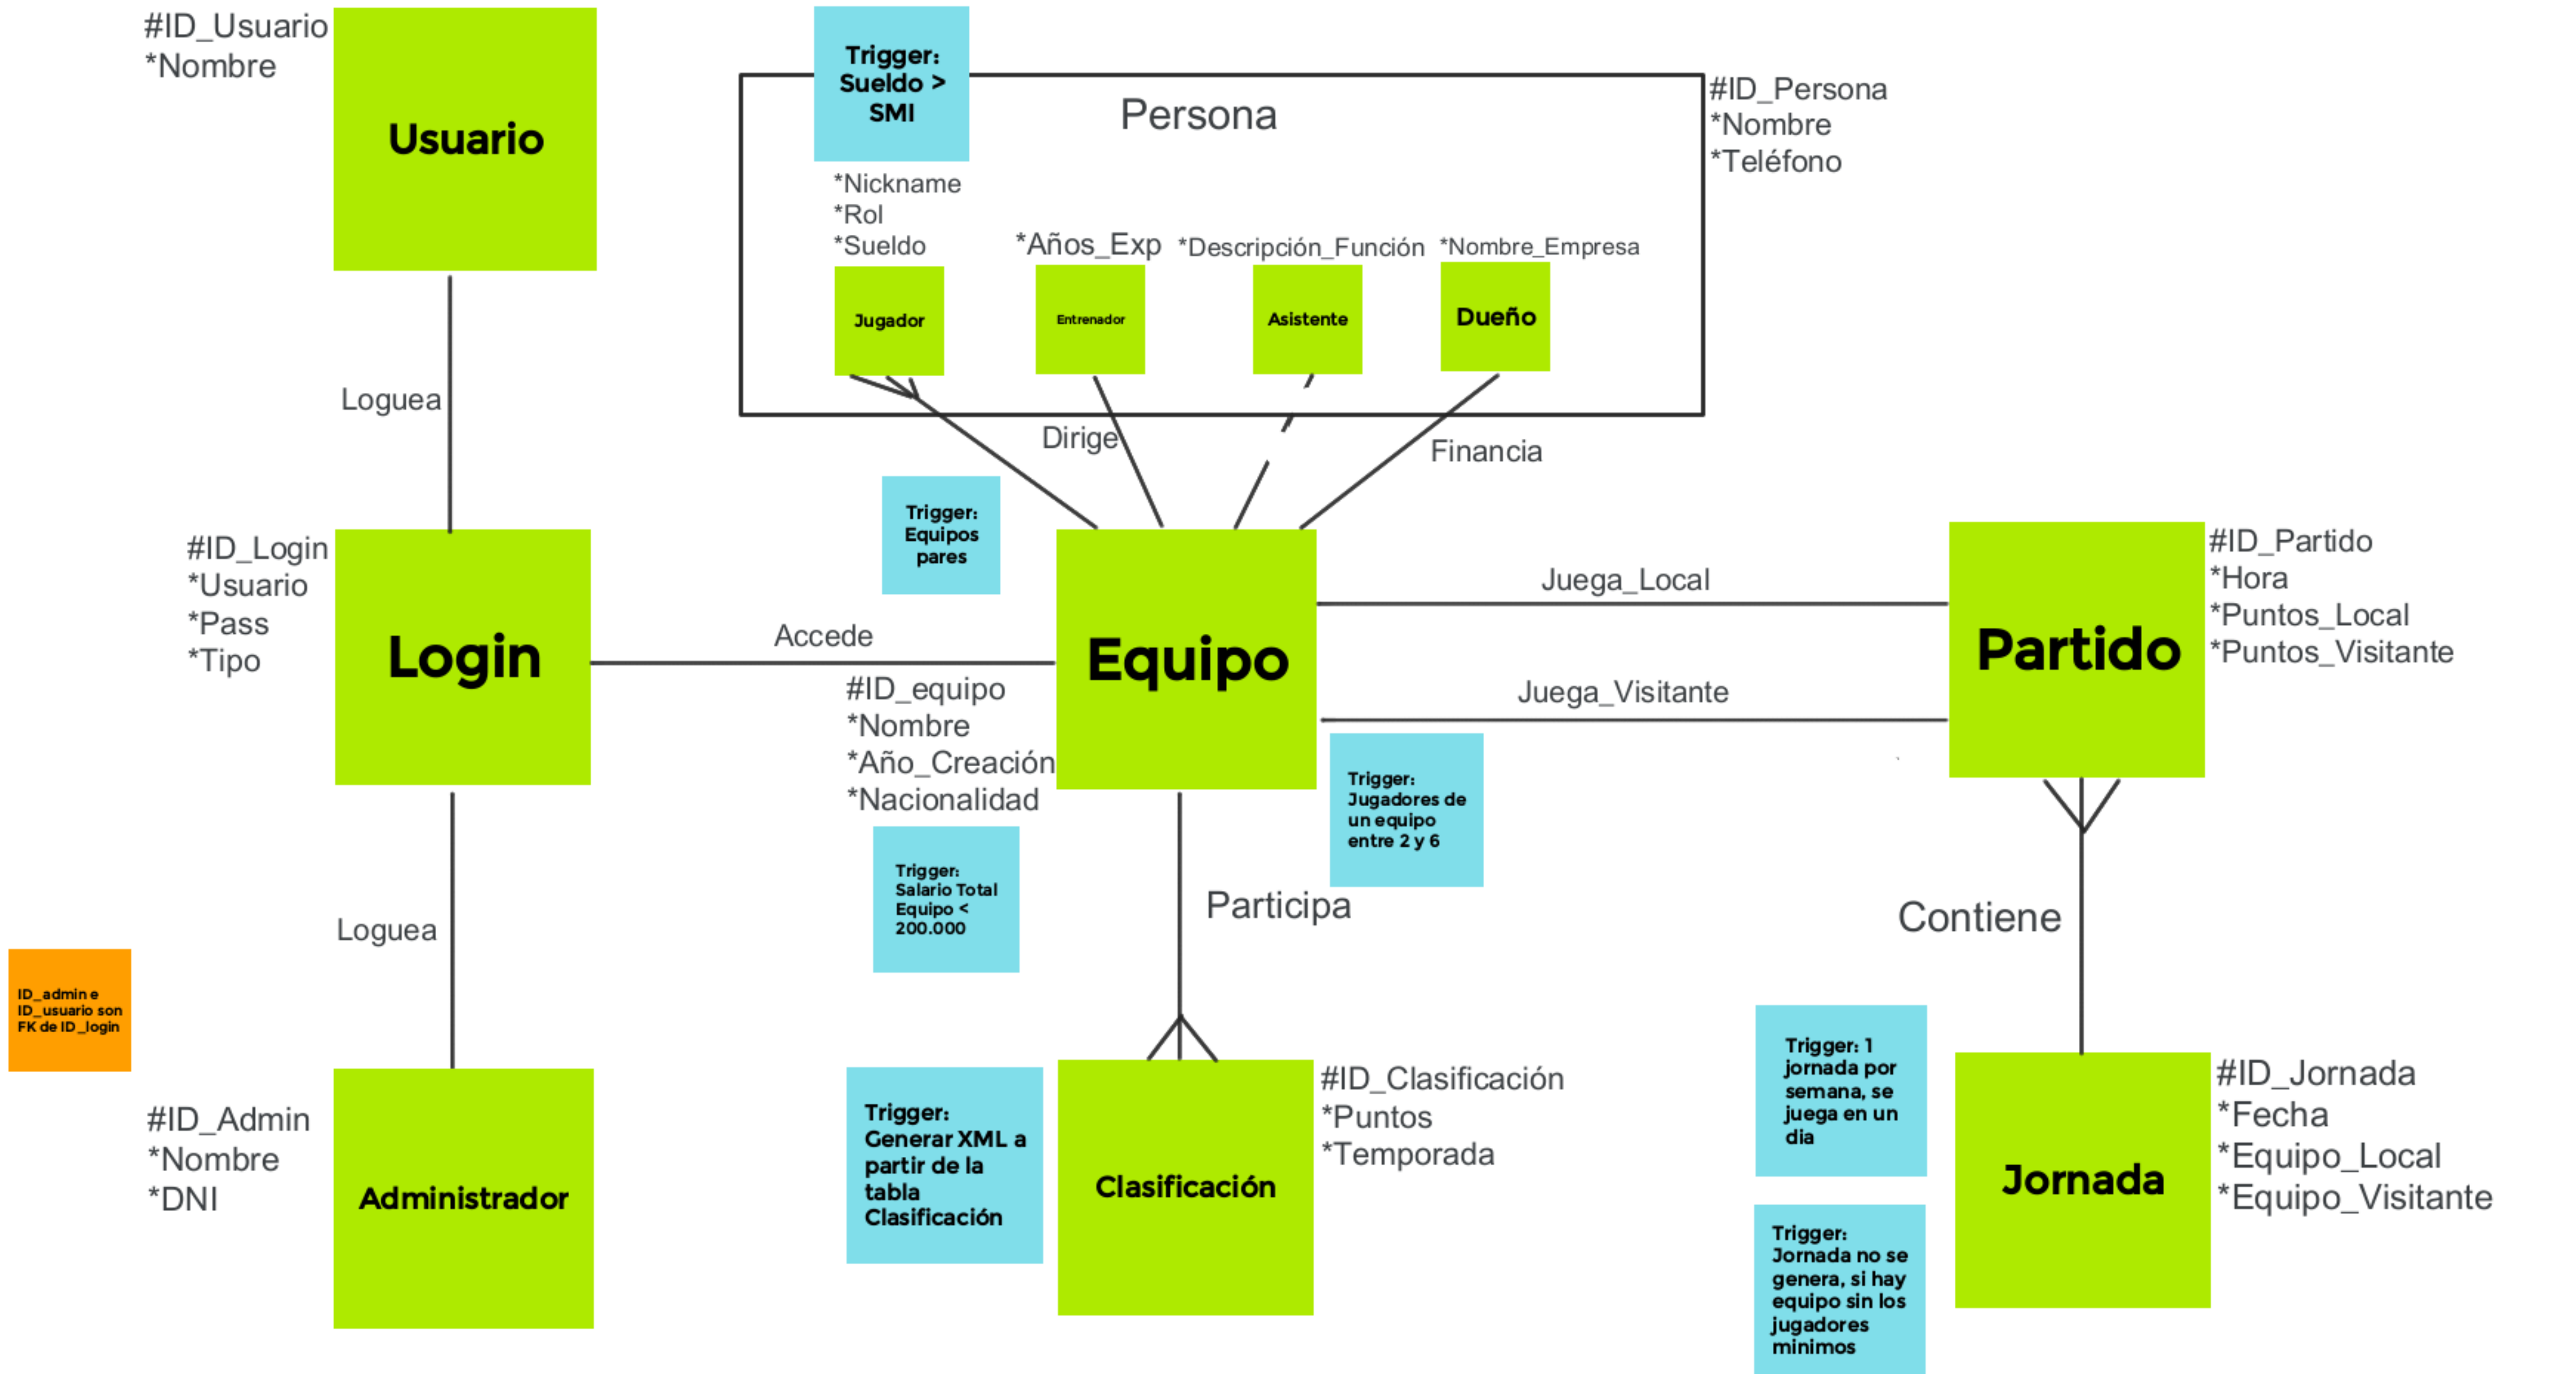 #ID_Usuario
*Nombre
Usuario
Trigger:
Sueldo >
SMI
Persona
#ID_Persona
*Nombre
*Teléfono
*Nickname
*Rol
*Sueldo
*Años_Exp
*Descripción_Función
*Nombre_Empresa
Jugador
Entrenador
Asistente
Dueño
Loguea
Dirige
Financia
Trigger:
Equipos
pares
#ID_Login
*Usuario
*Pass
*Tipo
Login
Accede
#ID_equipo
*Nombre
*Año_Creación
*Nacionalidad
Equipo
Juega_Local
Juega_Visitante
Partido
#ID_Partido
*Hora
*Puntos_Local
*Puntos_Visitante
Trigger:
Jugadores de
un equipo
entre 2 y 6
Trigger:
Salario Total
Equipo <
200.000
Loguea
Participa
Contiene
ID_admin e
ID_usuario son
FK de ID_login
#ID_Admin
*Nombre
*DNI
Administrador
Trigger:
Generar XML a
partir de la
tabla
Clasificación
Clasificación
#ID_Clasificación
*Puntos
*Temporada
Trigger: 1
jornada por
semana, se
juega en un
dia
Trigger:
Jornada no se
genera, si hay
equipo sin los
jugadores
minimos
Jornada
#ID_Jornada
*Fecha
*Equipo_Local
*Equipo_Visitante